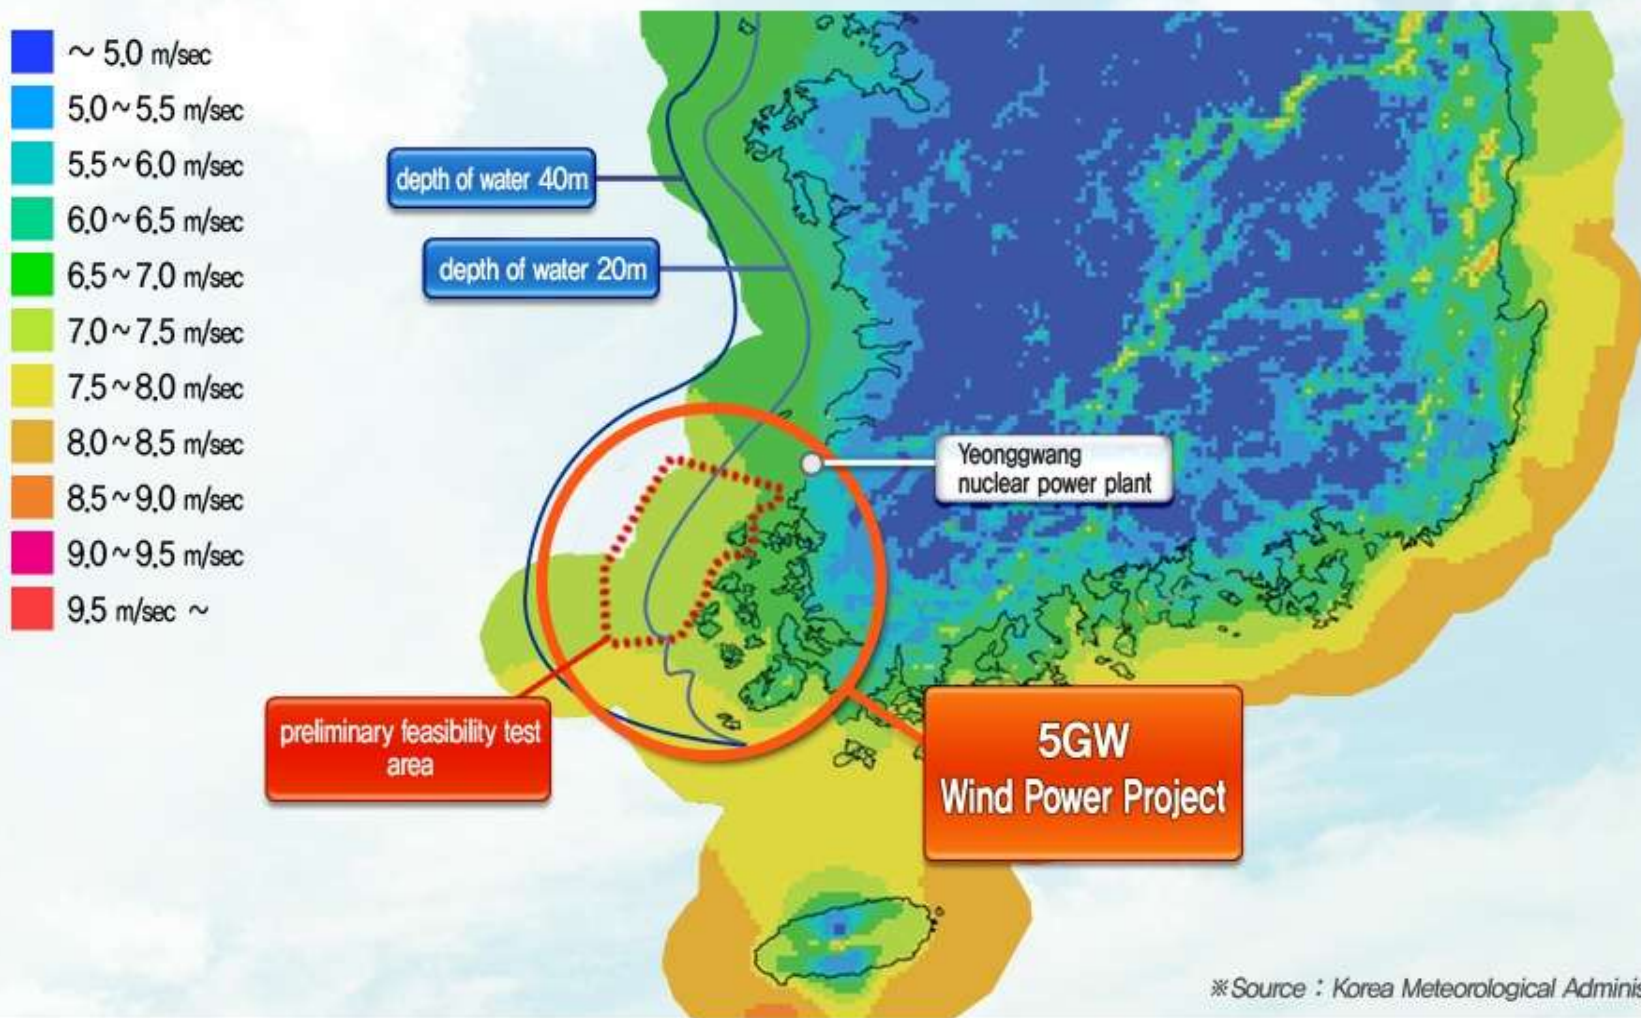 ~ 5.0 m/sec
5.0 ~ 5.5 m/sec
5.5 ~ 6.0 m/sec
6.0 ~ 6.5 m/sec
6.5 ~ 7.0 m/sec
7.0 ~ 7.5 m/sec
7.5 ~ 8.0 m/sec
8.0 ~ 8.5 m/sec
8.5 ~ 9.0 m/sec
9.0 ~ 9.5 m/sec
9.5 m/sec ~
depth of water 40m
depth of water 20m
Yeonggwang
nuclear power plant
preliminary feasibility test
area
5GW
Wind Power Project
※Source : Korea Meteorological Adminis